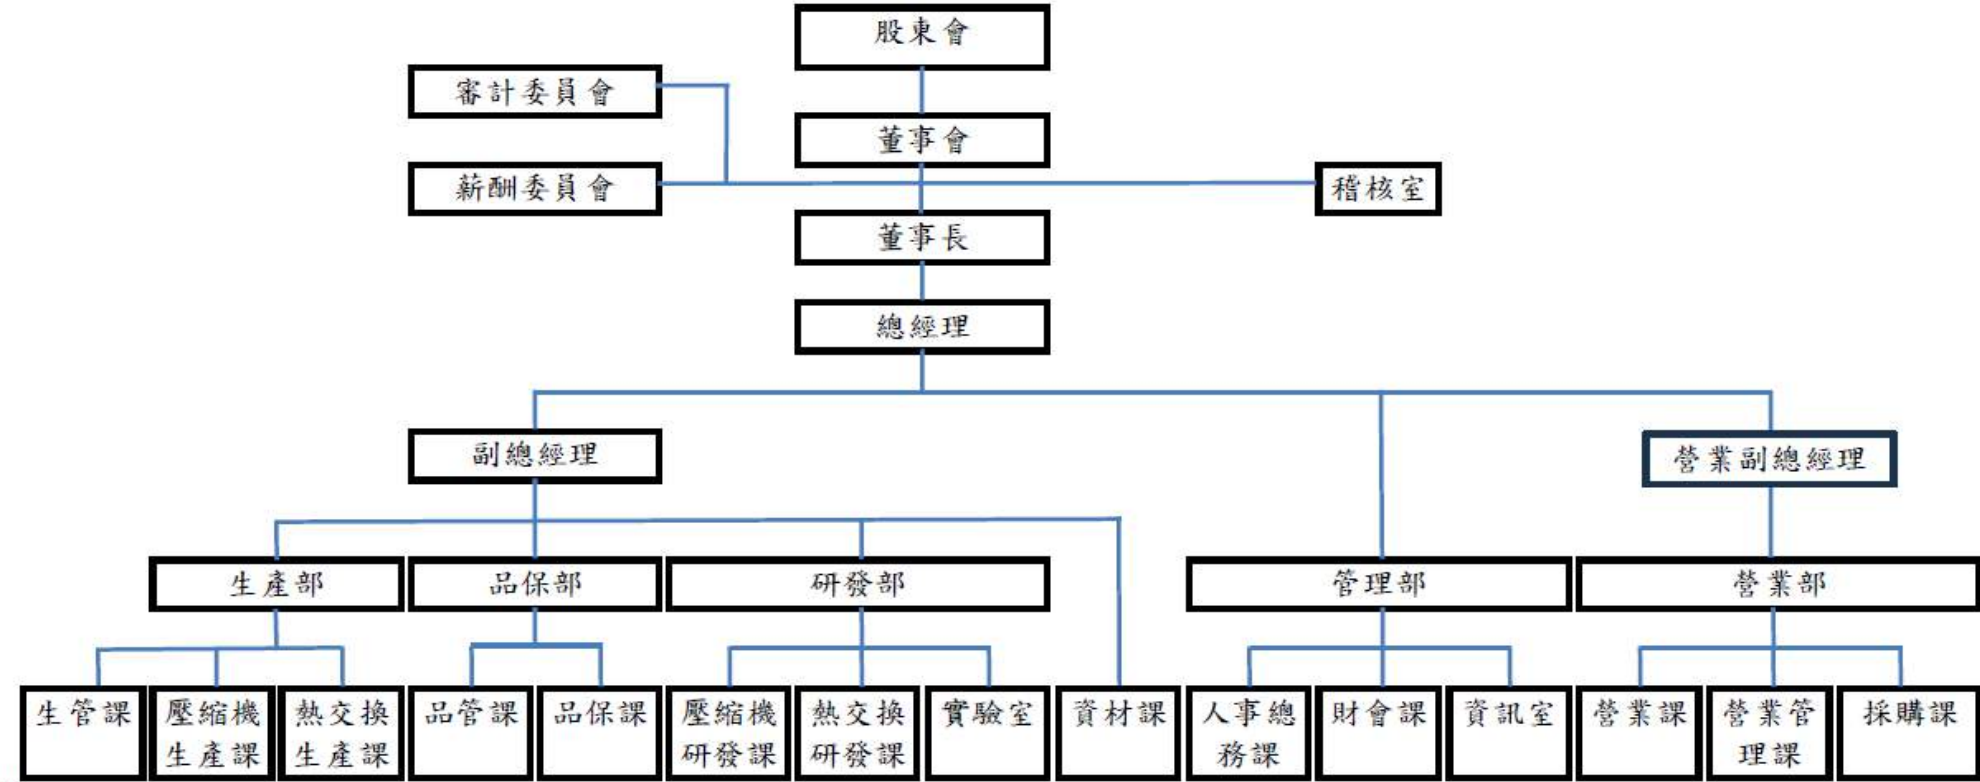 股東會
審計委員會
董事會
薪酬委員會
稽核室
董事長
總經理
副總經理
營業副總經理
生產部
品保部
研發部
管理部
營業部
生管課
壓縮機
生產課
熱交換
生產課
品管課
品保課
壓縮機
研發課
熱交換
研發課
實驗室
資材課
人事總
務課
財會課
資訊室
營業課
營業管
理課
採購課